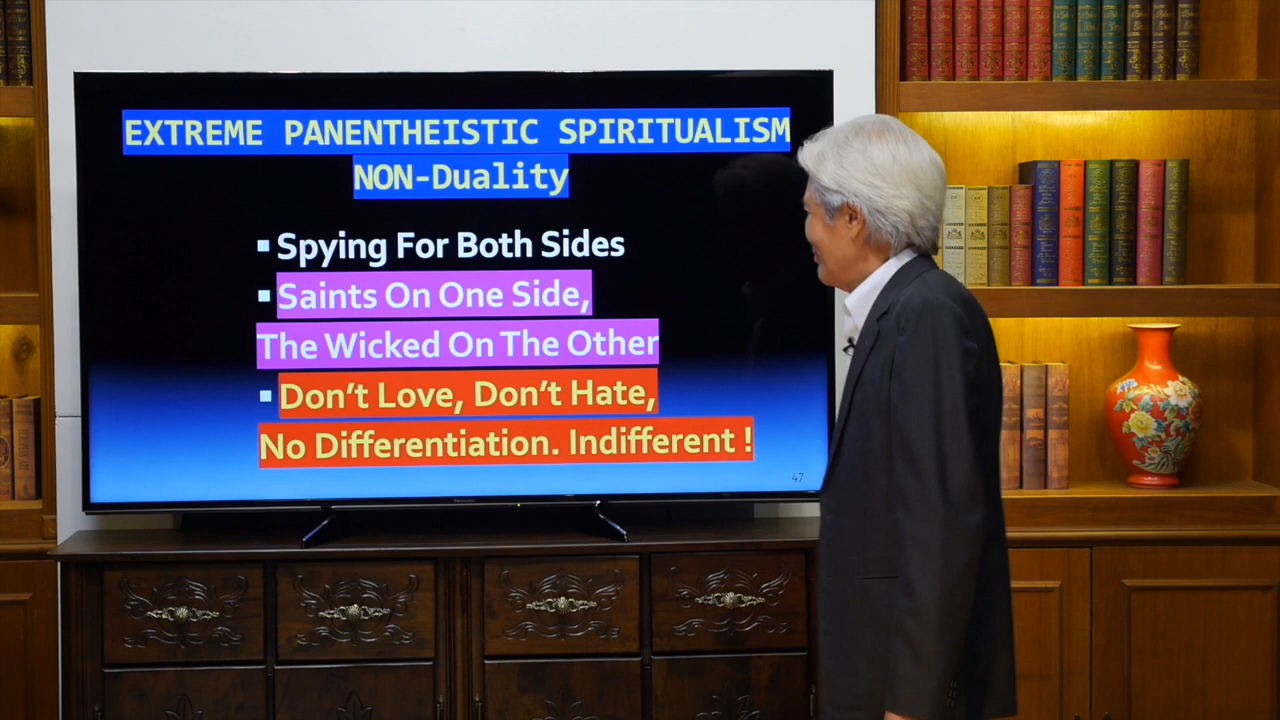 EXTREME PANENTHEISTIC SPIRITUALISM
NON-Duality
▪ Spying For Both Sides
▪ Saints On One Side,
The Wicked On The Other
▪ Don’t Love, Don’t Hate,
No Differentiation. Indifferent !
47